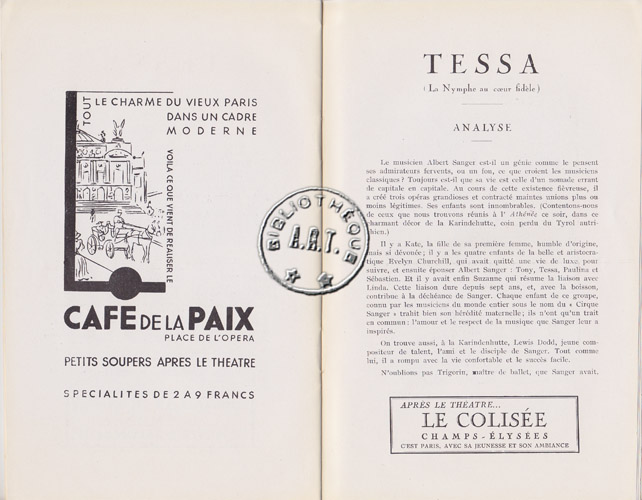 TOUT LE CHARME DU VIEUX PARIS
DANS UN CADRE
MODERNE
VOILA CE QUE VIENT DE REALISER LE
CAFE DE LA PAIX
PLACE DE L'OPERA
PETITS SOUPERS APRES LE THEATRE
SPECIALITES DE 2 A 9 FRANCS
BIBLIOTHÈQUE
A.R.T.
TESSA
(La Nymphe au cœur fidèle)
ANALYSE
Le musicien Albert Sanger est-il un génie comme le pensent
ses admirateurs fervents, ou un fou, ce que croient les musiciens
classiques ? Toujours est-il que sa vie est celle d'un nomade errant
de capitale en capitale. Au cours de cette existence fiévreuse, il
a créé trois opéras grandioses et contracté maintes unions plus ou
moins légitimes. Ses enfants sont innombrables. (Contentons-nous
de ceux que nous trouvons réunis à l' Athénée ce soir, dans ce
charmant décor de la Karindehutte, coin perdu du Tyrol autri-
chien.)
Il y a Kate, la fille de sa première femme, humble d'origine,
mais si dévouée ; il y a les quatre enfants de la belle et aristocra-
tique Evelyn Churchill, qui avait quitté une vie de luxe pour
suivre, et ensuite épouser Albert Sanger : Tony, Tessa, Paulina et
Sébastien. Et il y avait enfin Suzanne qui résume la liaison avec
Linda. Cette liaison dure depuis sept ans, et, avec la boisson,
contribue à la déchéance de Sanger. Chaque enfant de ce groupe,
connu par les musiciens du monde entier sous le nom du « Cirque
Sanger » trahit bien son hérédité maternelle ; ils n'ont qu'un trait
en commun : l'amour et le respect de la musique que Sanger leur a
inspirés.
On trouve aussi, à la Karindenhutte, Lewis Dodd, jeune com-
positeur de talent, l'ami et le disciple de Sanger. Tout comme
lui, il a rompu avec la vie confortable et le succès facile.
N'oublions pas Trigorin, maître de ballet, que Sanger avait,
APRÈS LE THÉATRE...
LE COLISÉE
CHAMPS-ÉLYSÉES
C'EST PARIS, AVEC SA JEUNESSE ET SON AMBIANCE